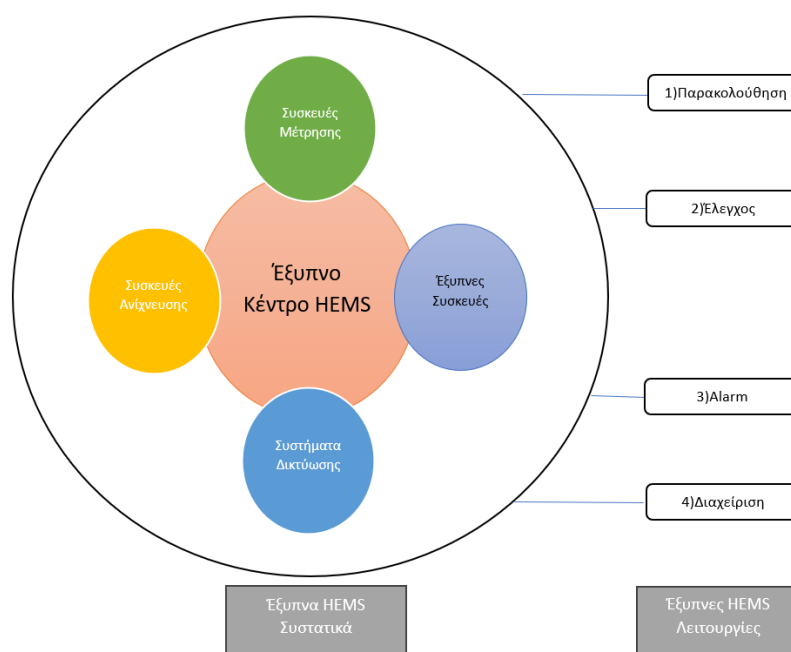 Συσκευές
Μέτρησης
1)Παρακολούθηση
2)Έλεγχος
Συσκευές
Ανίχνευσης
Έξυπνο
Κέντρο HEMS
Έξυπνες
Συσκευές
3)Alarm
Συστήματα
Δικτύωσης
4)Διαχείριση
Έξυπνα HEMS
Συστατικά
Έξυπνες HEMS
Λειτουργίες